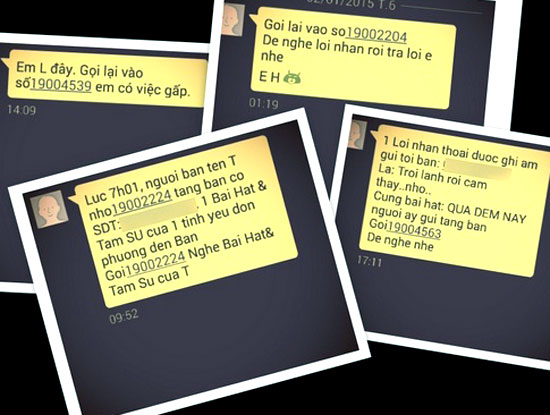 Em L đây. Gọi lại vào
số19004539 em có việc gấp.
14:09
02/01/2015 T.6
Goi lai vao so19002204
De nghe loi nhan roi tra loi e
nhe
E H
01:19
Luc 7h01, nguoi ban ten T
nho19002224 tang ban co
SDT: , 1 Bai Hat &
Tam SU cua 1 tinh yeu don
phuong den Ban
Goi19002224 Nghe Bai Hat&
Tam Su cua T
09:52
1 Loi nhan thoai duoc ghi am
gui toi ban:
La: Troi lanh roi cam
thay..nho..
Cung bai hat: QUA DEM NAY
nguoi ay gui tang ban
Goi19004563
De nghe nhe
17:11